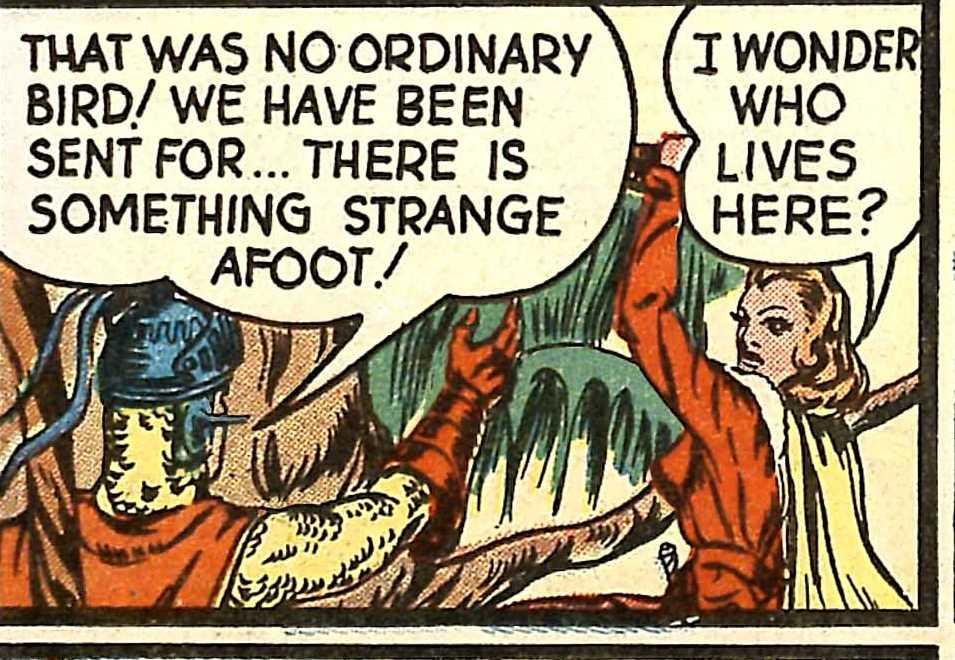 THAT WAS NO ORDINARY
BIRD! WE HAVE BEEN
SENT FOR... THERE IS
SOMETHING STRANGE
AFOOT!
I WONDER
WHO
LIVES
HERE?